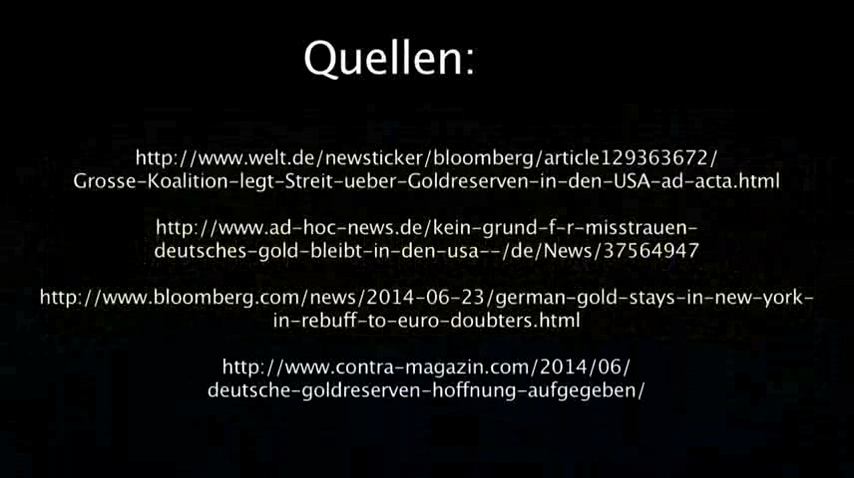 Quellen:
http://www.welt.de/newsticker/bloomberg/article129363672/
Grosse-Koalition-legt-Streit-ueber-Goldreserven-in-den-USA-ad-acta.html
http://www.ad-hoc-news.de/kein-grund-f-r-misstrauen-
deutsches-gold-bleibt-in-den-usa--/de/News/37564947
http://www.bloomberg.com/news/2014-06-23/german-gold-stays-in-new-york-
in-rebuff-to-euro-doubters.html
http://www.contra-magazin.com/2014/06/
deutsche-goldreserven-hoffnung-aufgegeben/